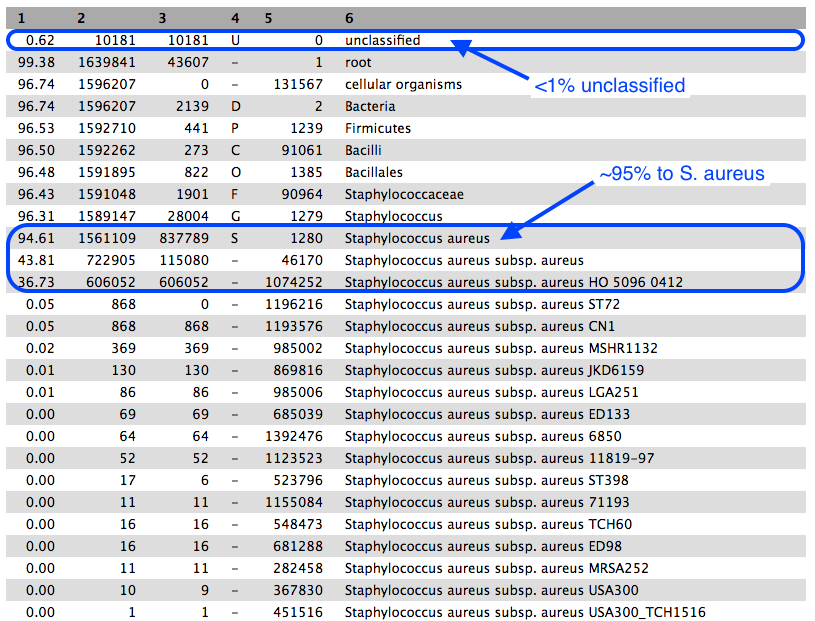 1 2 3 4 5 6
0.62 10181 10181 U 0 unclassified
99.38 1639841 43607 – 1 root
96.74 1596207 0 – 131567 cellular organisms
<1% unclassified
96.74 1596207 2139 D 2 Bacteria
96.53 1592710 441 P 1239 Firmicutes
96.50 1592262 273 C 91061 Bacilli
96.48 1591895 822 O 1385 Bacillales
~95% to S. aureus
96.43 1591048 1901 F 90964 Staphylococcaceae
96.31 1589147 28004 G 1279 Staphylococcus
94.61 1561109 837789 S 1280 Staphylococcus aureus
43.81 722905 115080 – 46170 Staphylococcus aureus subsp. aureus
36.73 606052 606052 – 1074252 Staphylococcus aureus subsp. aureus HO 5096 0412
0.05 868 0 – 1196216 Staphylococcus aureus subsp. aureus ST72
0.05 868 868 – 1193576 Staphylococcus aureus subsp. aureus CN1
0.02 369 369 – 985002 Staphylococcus aureus subsp. aureus MSHR1132
0.01 130 130 – 869816 Staphylococcus aureus subsp. aureus JKD6159
0.01 86 86 – 985006 Staphylococcus aureus subsp. aureus LGA251
0.00 69 69 – 685039 Staphylococcus aureus subsp. aureus ED133
0.00 64 64 – 1392476 Staphylococcus aureus subsp. aureus 6850
0.00 52 52 – 1123523 Staphylococcus aureus subsp. aureus 11819-97
0.00 17 6 – 523796 Staphylococcus aureus subsp. aureus ST398
0.00 11 11 – 1155084 Staphylococcus aureus subsp. aureus 71193
0.00 16 16 – 548473 Staphylococcus aureus subsp. aureus TCH60
0.00 16 16 – 681288 Staphylococcus aureus subsp. aureus ED98
0.00 11 11 – 282458 Staphylococcus aureus subsp. aureus MRSA252
0.00 10 9 – 367830 Staphylococcus aureus subsp. aureus USA300
0.00 1 1 – 451516 Staphylococcus aureus subsp. aureus USA300_TCH1516